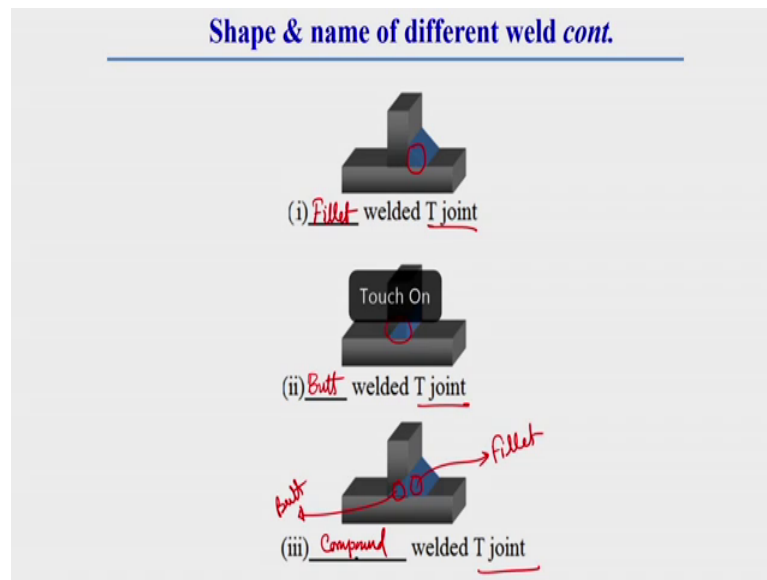 Shape & name of different weld cont.
(i) Fillet welded T joint
Touch On
(ii) Butt welded T joint
Fillet
Butt
(iii) Compound welded T joint